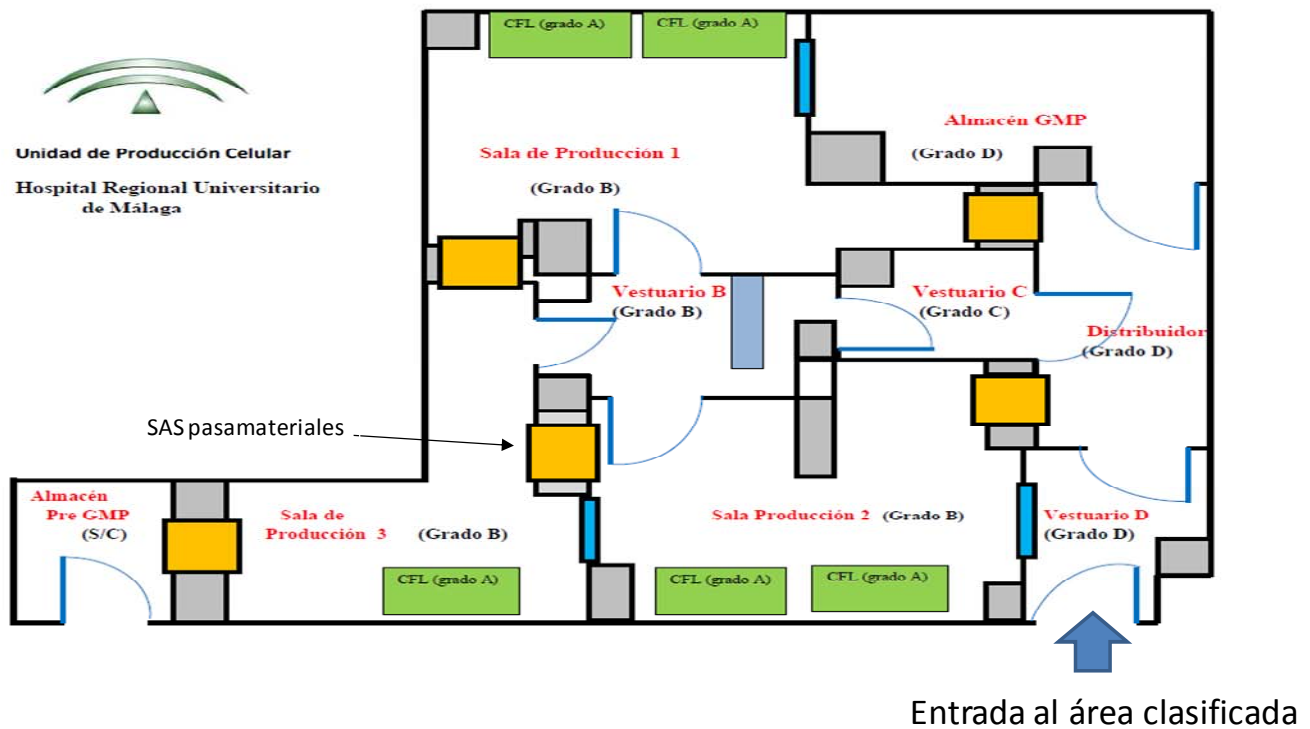 CFL (grado A)
CFL (grado A)
Unidad de Producción Celular
Hospital Regional Universitario
de Málaga
Almacén GMP
(Grado D)
Sala de Producción 1
(Grado B)
Vestuario B
(Grado B)
Vestuario C
(Grado C)
Distribuidor
(Grado D)
SAS pasamateriales
Almacén
Pre GMP
(S/C)
Sala de
Producción 3
(Grado B)
Sala Producción 2 (Grado B)
Vestuario D
(Grado D)
CFL (grado A)
CFL (grado A)
CFL (grado A)
Entrada al área clasificada